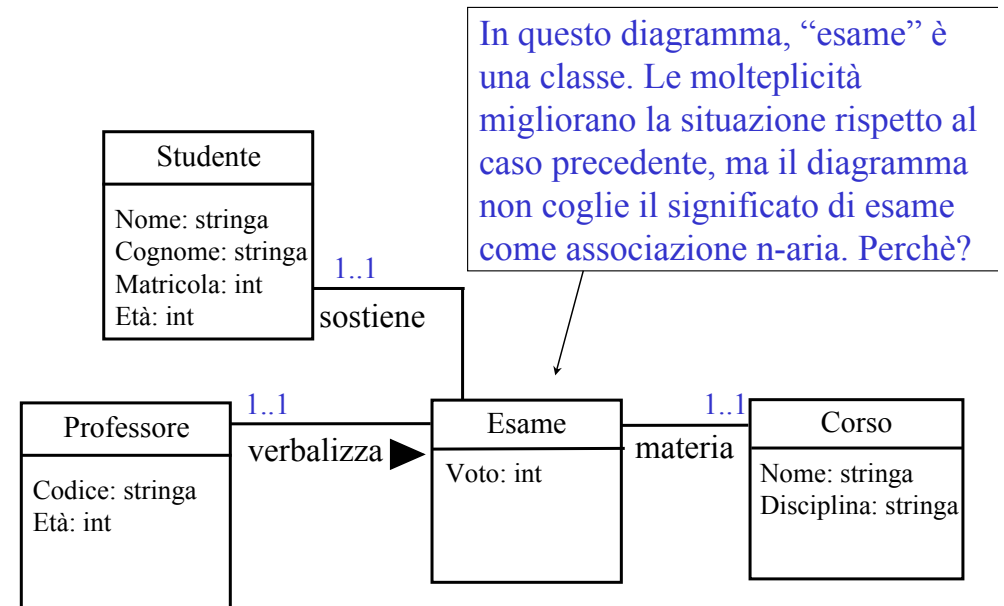 In questo diagramma, “esame” è
una classe. Le molteplicità
migliorano la situazione rispetto al
caso precedente, ma il diagramma
non coglie il significato di esame
come associazione n-aria. Perchè?
Studente
Nome: stringa
Cognome: stringa
Matricola: int
Età: int
1..1
sostiene
Professore
Codice: stringa
Età: int
1..1
verbalizza
Esame
Voto: int
1..1
materia
Corso
Nome: stringa
Disciplina: stringa